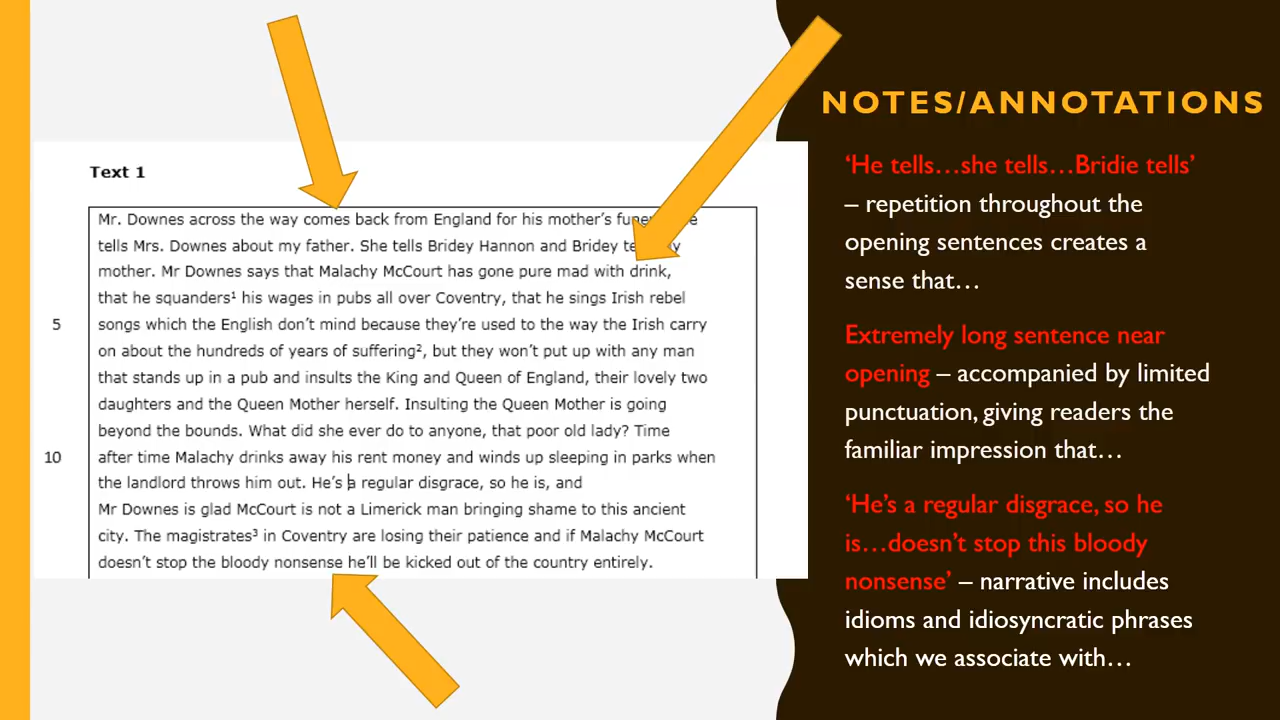 Text 1
Mr. Downes across the way comes back from England for his mother's
tells Mrs. Downes about my father. She tells Bridey Hannon and Bridey
mother. Mr Downes says that Malachy McCourt has gone pure mad with drink,
that he squanders¹ his wages in pubs all over Coventry, that he sings Irish rebel
5
songs which the English don't mind because they're used to the way the Irish carry
on about the hundreds of years of suffering², but they won't put up with any man
that stands up in a pub and insults the King and Queen of England, their lovely two
daughters and the Queen Mother herself. Insulting the Queen Mother is going
beyond the bounds. What did she ever do to anyone, that poor old lady? Time
10
after time Malachy drinks away his rent money and winds up sleeping in parks when
the landlord throws him out. He's a regular disgrace, so he is, and
Mr Downes is glad McCourt is not a Limerick man bringing shame to this ancient
city. The magistrates³ in Coventry are losing their patience and if Malachy McCourt
doesn't stop the bloody nonsense he'll be kicked out of the country entirely.
NOTES/ANNOTATIONS
‘He tells…she tells…Bridie tells’
– repetition throughout the
opening sentences creates a
sense that…
Extremely long sentence near
opening – accompanied by limited
punctuation, giving readers the
familiar impression that…
‘He's a regular disgrace, so he
is…doesn't stop this bloody
nonsense’ – narrative includes
idioms and idiosyncratic phrases
which we associate with…